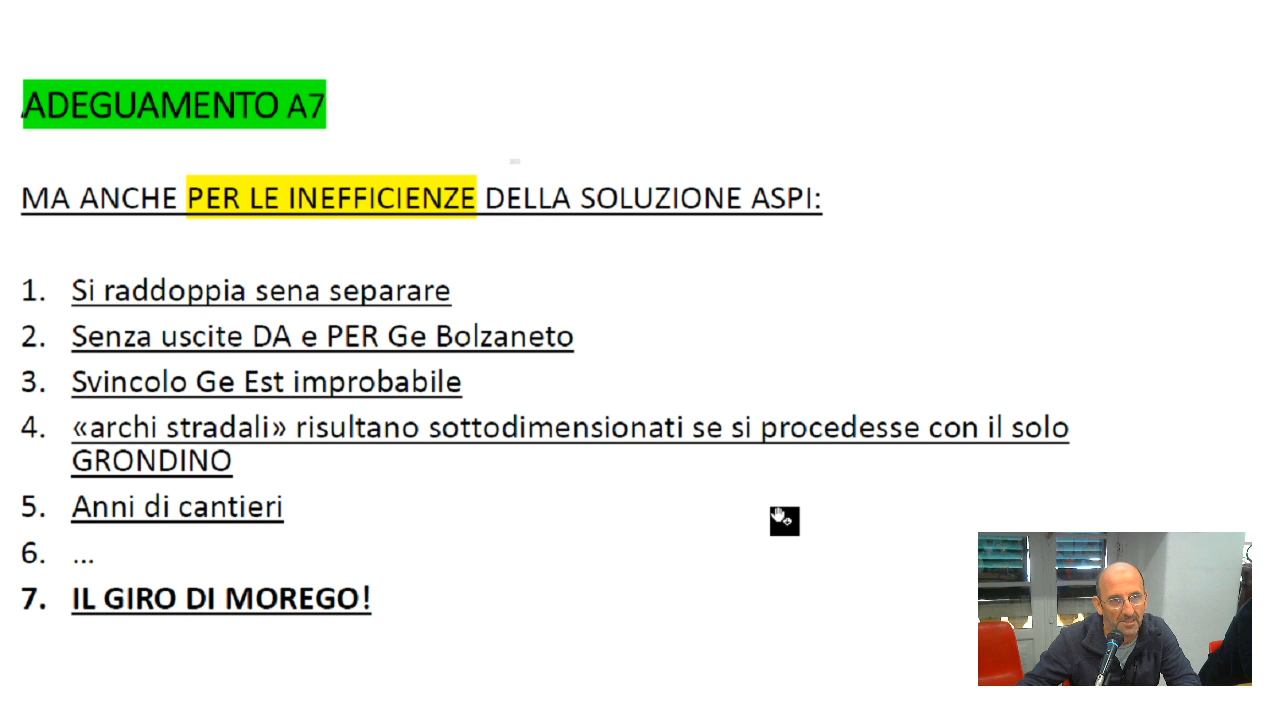 ADEGUAMENTO A7
MA ANCHE PER LE INEFFICIENZE DELLA SOLUZIONE ASPI:
1. Si raddoppia sena separare
2. Senza uscite DA e PER Ge Bolzaneto
3. Svincolo Ge Est improbabile
4. «archi stradali» risultano sottodimensionati se si procedesse con il solo
GRONDINO
5. Anni di cantieri
6. ...
7. IL GIRO DI MOREGO!